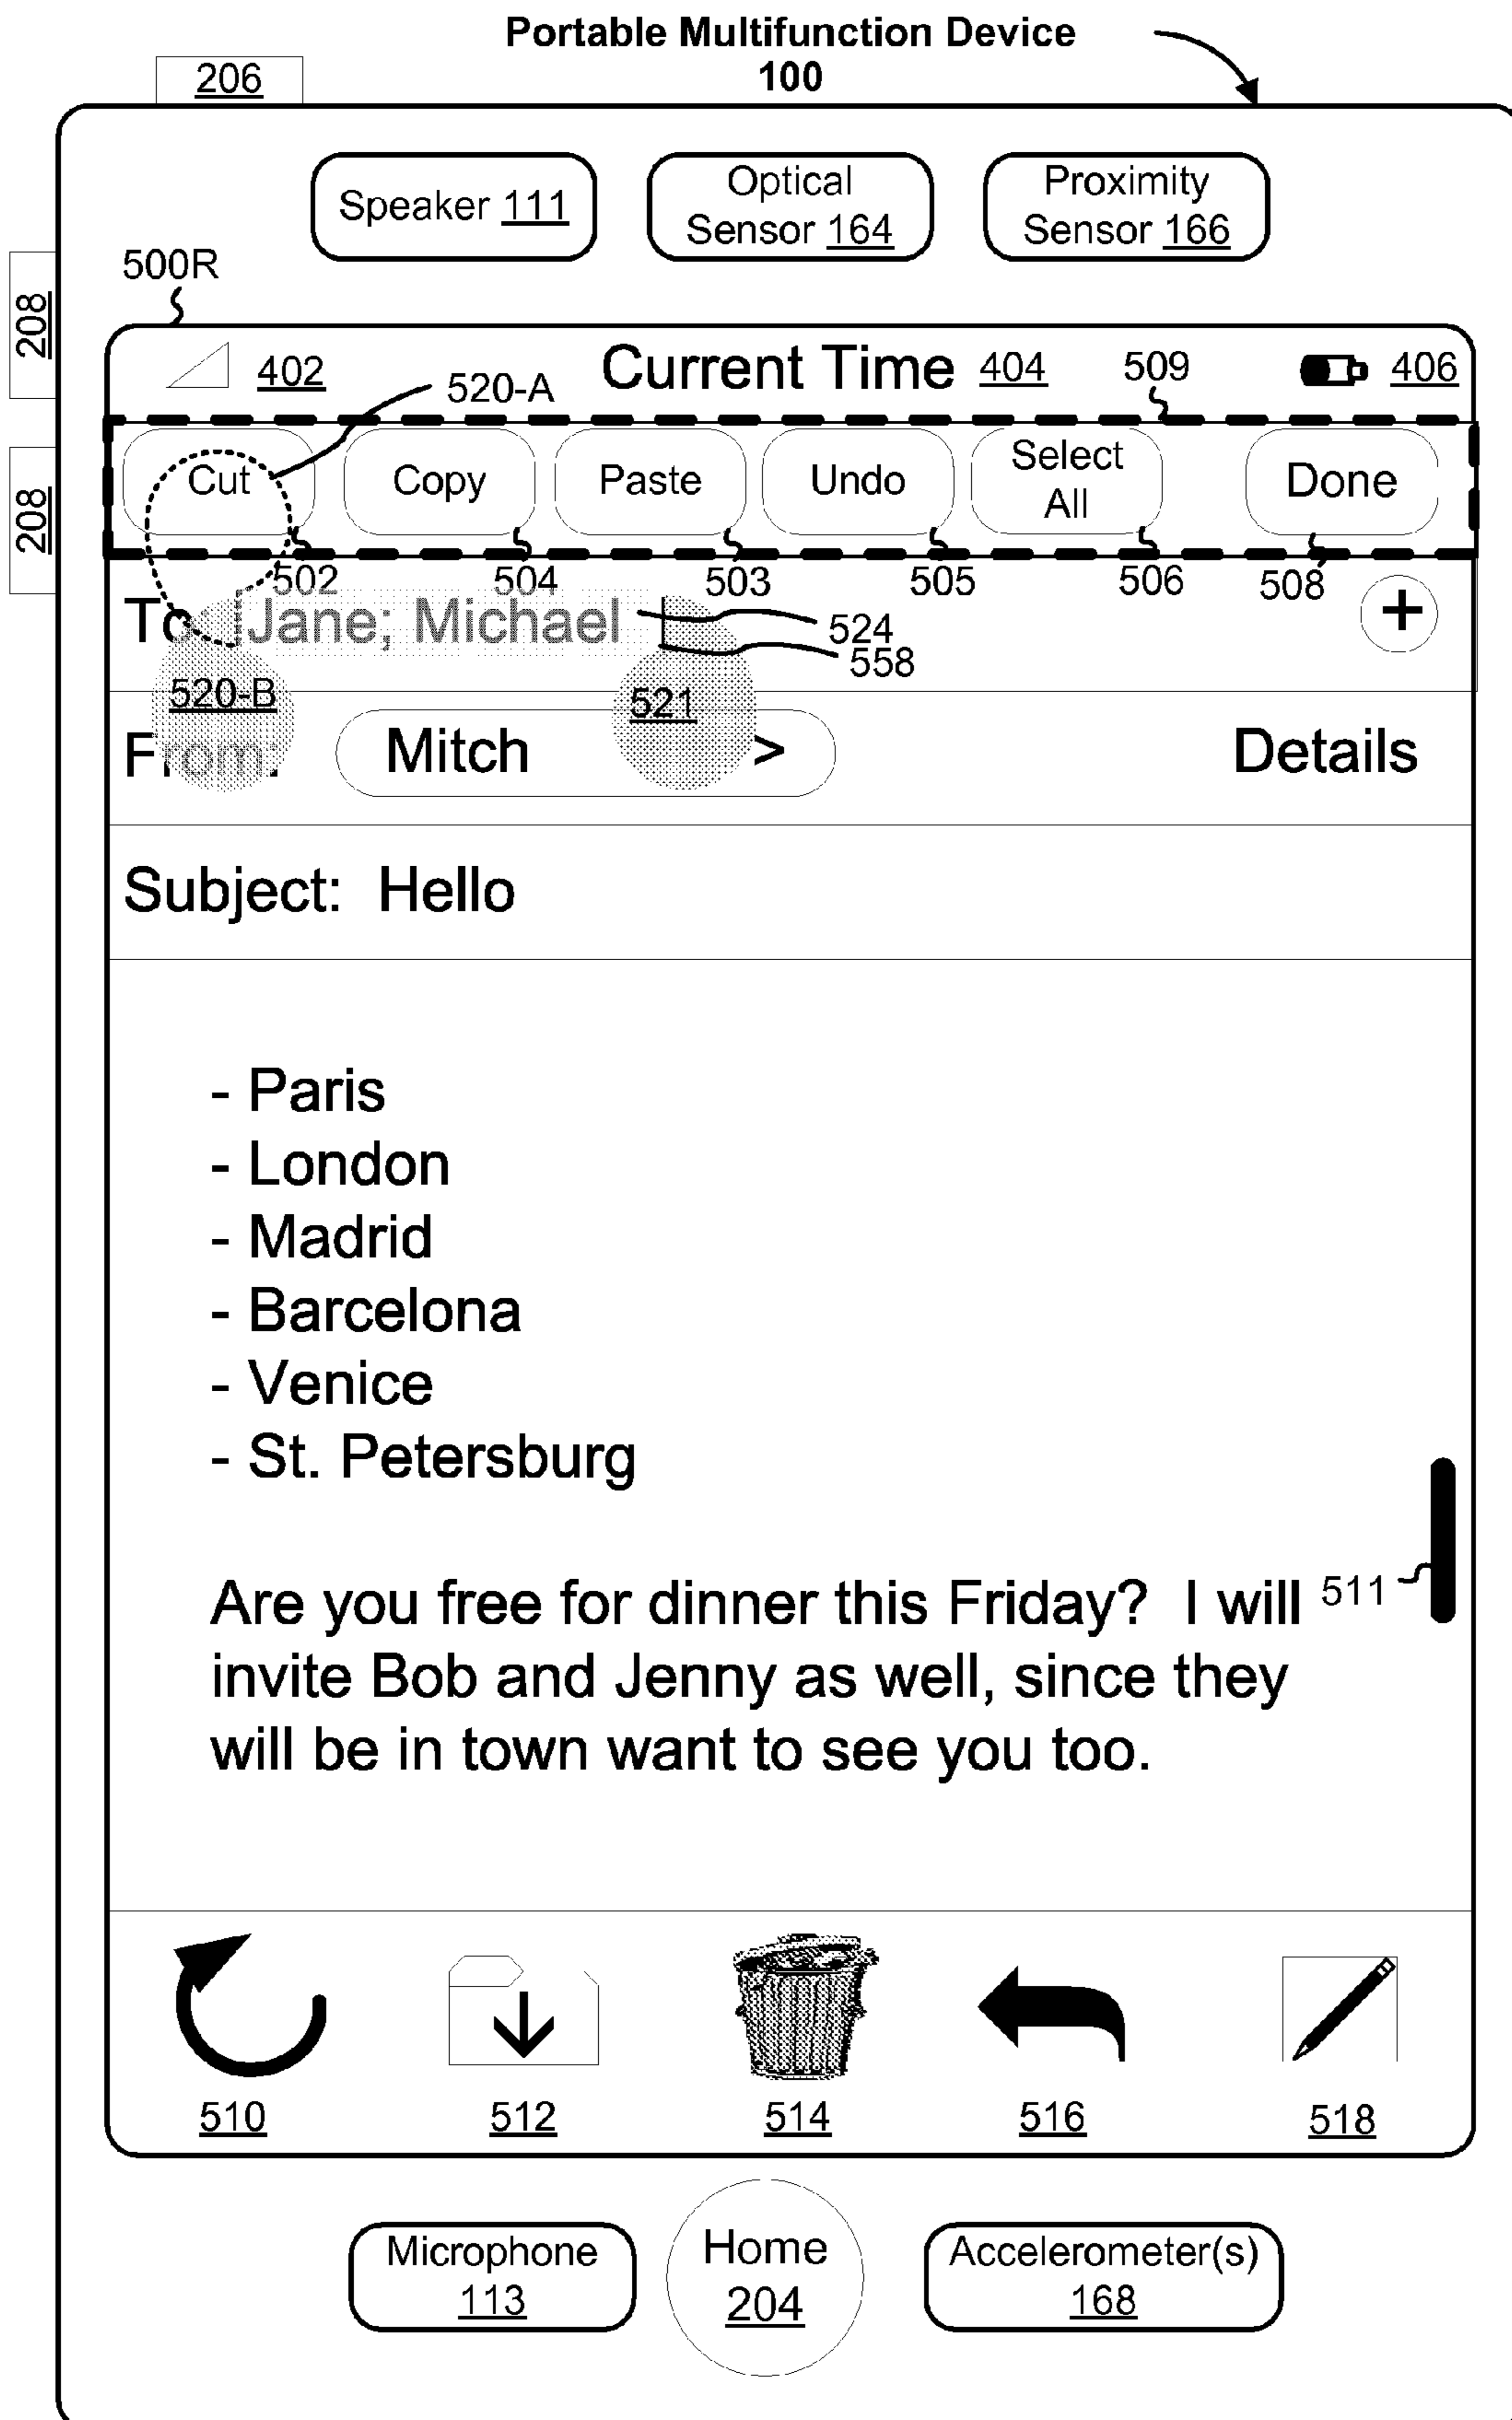 Portable Multifunction Device
100
206
Speaker 111
Optical
Sensor 164
Proximity
Sensor 166
208
500R
402
520-A
Current Time 404
509
406
208
Cut
Copy
Paste
Undo
Select
All
Done
502
504
503
505
506
508
To: Jane; Michael
524
558
+
520-B
521
From:
Mitch
>
Details
Subject: Hello
- Paris
- London
- Madrid
- Barcelona
- Venice
- St. Petersburg
Are you free for dinner this Friday? I will
511
invite Bob and Jenny as well, since they
will be in town want to see you too.
510
512
514
516
518
Microphone
113
Home
204
Accelerometer(s)
168